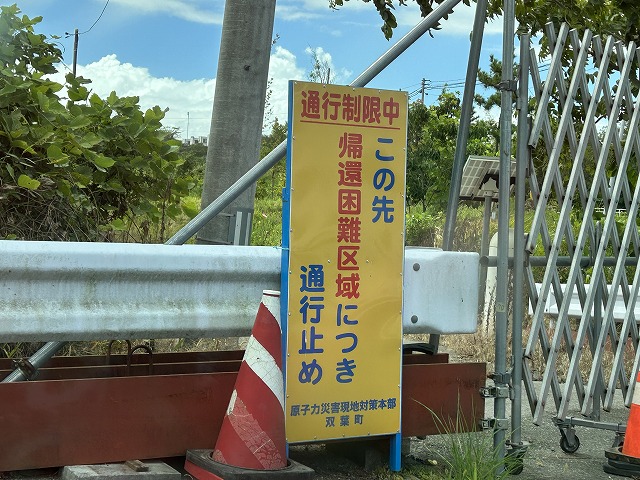 通行制限中
この先
帰還困難区域につき
通行止め
原子力災害現地対策本部
双葉町